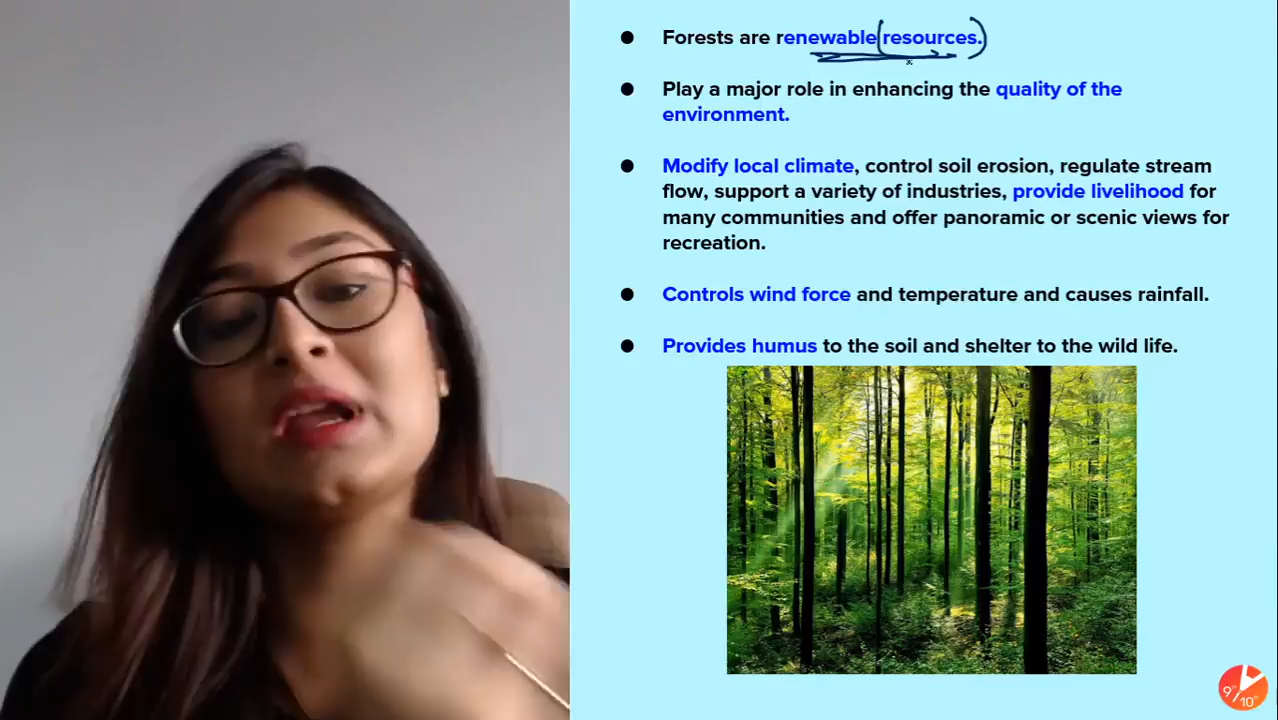 Forests are renewable resources.
Play a major role in enhancing the quality of the
environment.
Modify local climate, control soil erosion, regulate stream
flow, support a variety of industries, provide livelihood for
many communities and offer panoramic or scenic views for
recreation.
Controls wind force and temperature and causes rainfall.
Provides humus to the soil and shelter to the wild life.
9th/10th